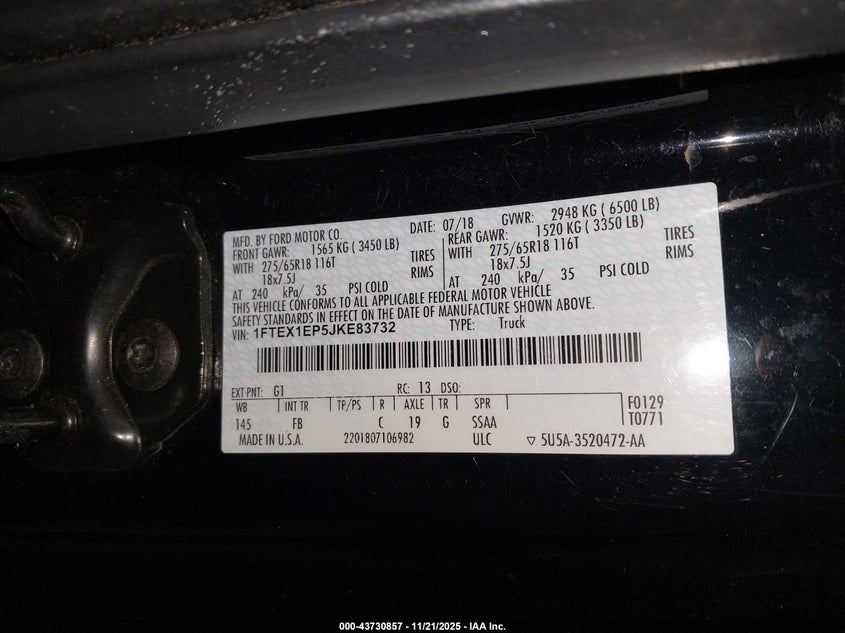 MFD. BY FORD MOTOR CO. DATE: 07/18 GVWR: 2948 KG ( 6500 LB)
FRONT GAWR: 1565 KG ( 3450 LB) REAR GAWR: 1520 KG ( 3350 LB)
WITH 275/65R18 116T TIRES WITH 275/65R18 116T TIRES
18x7.5J RIMS 18x7.5J RIMS
AT 240 kPa/ 35 PSI COLD AT 240 kPa/ 35 PSI COLD
THIS VEHICLE CONFORMS TO ALL APPLICABLE FEDERAL MOTOR VEHICLE
SAFETY STANDARDS IN EFFECT ON THE DATE OF MANUFACTURE SHOWN ABOVE.
VIN: 1FTEX1EP5JKE83732 TYPE: Truck
EXT PNT: G1 RC: 13 DSO:
WB INT TR TP/PS R AXLE TR SPR F0129
145 FB C 19 G SSAA T0771
MADE IN U.S.A. 2201807106982 ULC ▽ 5U5A-3520472-AA
000-43730857 - 11/21/2025 - IAA Inc.